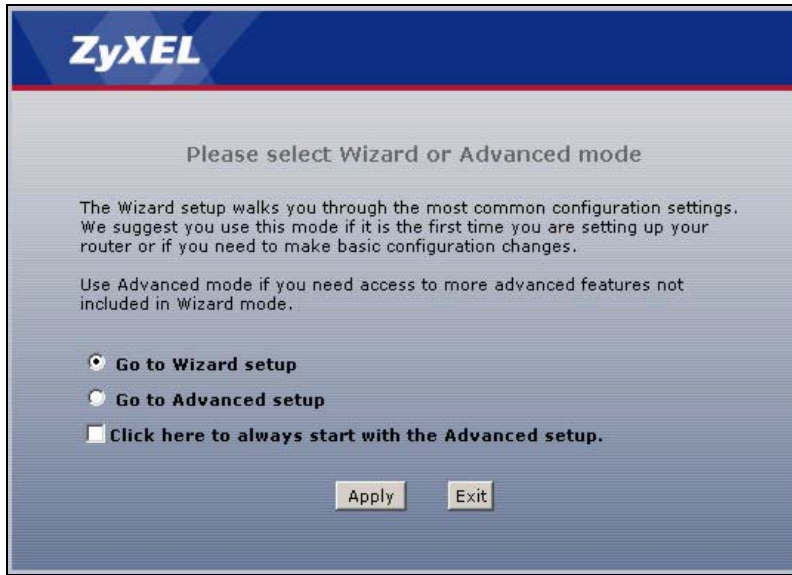 ZyXEL
Please select Wizard or Advanced mode
The Wizard setup walks you through the most common configuration settings.
We suggest you use this mode if it is the first time you are setting up your
router or if you need to make basic configuration changes.
Use Advanced mode if you need access to more advanced features not
included in Wizard mode.
Go to Wizard setup
Go to Advanced setup
Click here to always start with the Advanced setup.
Apply Exit